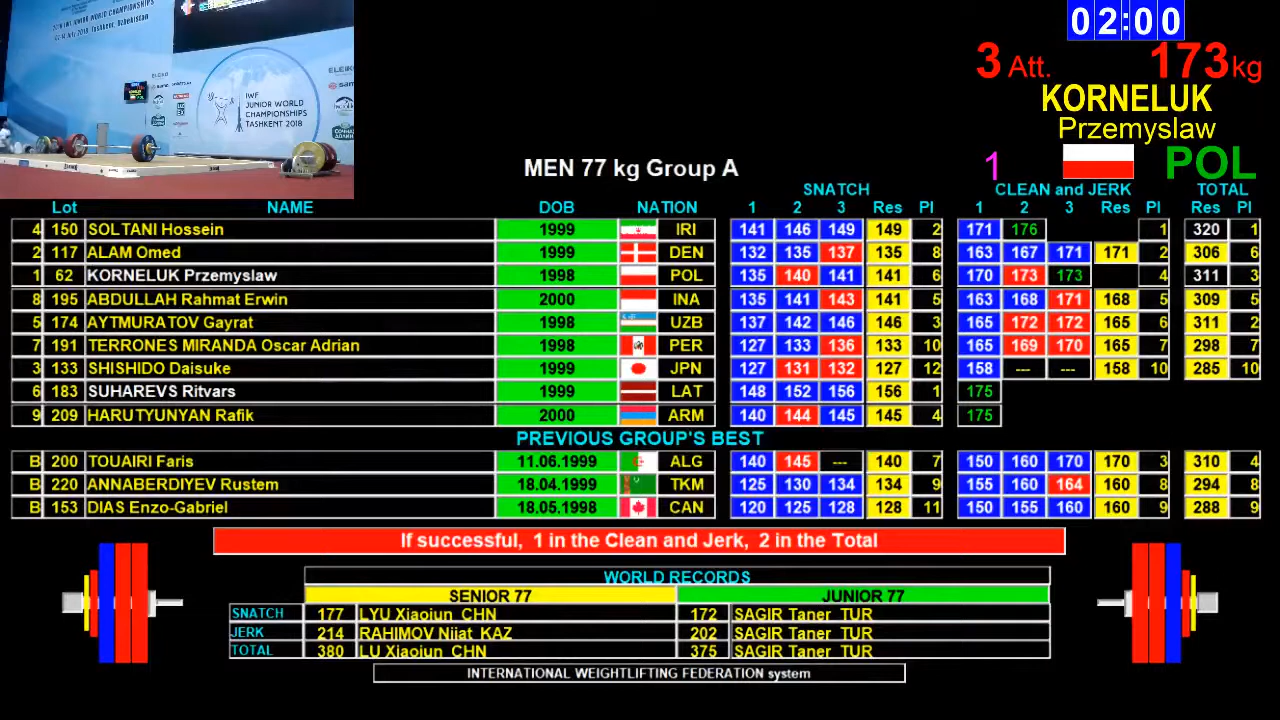 2018 IWF JUNIOR WORLD CHAMPIONSHIPS
Tashkent, Uzbekistan
ELEIKO
IWF
JUNIOR WORLD
CHAMPIONSHIPS
TASHKENT 2018
02:00
3 Att. 173kg
KORNELUK
Przemyslaw
1 POL
MEN 77 kg Group A
SNATCH CLEAN and JERK TOTAL
Lot NAME DOB NATION 1 2 3 Res Pl 1 2 3 Res Pl Res Pl
4 150 SOLTANI Hossein 1999 IRI 141 146 149 149 2 171 176 1 320 1
2 117 ALAM Omed 1999 DEN 132 135 137 135 8 163 167 171 171 2 306 6
1 62 KORNELUK Przemyslaw 1998 POL 135 140 141 141 6 170 173 173 4 311 3
8 195 ABDULLAH Rahmat Erwin 2000 INA 135 141 143 141 5 163 168 171 168 5 309 5
5 174 AYTMURATOV Gayrat 1998 UZB 137 142 146 146 3 165 172 172 165 6 311 2
7 191 TERRONES MIRANDA Oscar Adrian 1998 PER 127 133 136 133 10 165 169 170 165 7 298 7
3 133 SHISHIDO Daisuke 1999 JPN 127 131 132 127 12 158 --- --- 158 10 285 10
6 183 SUHAREVS Ritvars 1999 LAT 148 152 156 156 1 175
9 209 HARUTYUNYAN Rafik 2000 ARM 140 144 145 145 4 175
PREVIOUS GROUP'S BEST
B 200 TOUAIRI Faris 11.06.1999 ALG 140 145 --- 140 7 150 160 170 170 3 310 4
B 220 ANNABERDIYEV Rustem 18.04.1999 TKM 125 130 134 134 9 155 160 164 160 8 294 8
B 153 DIAS Enzo-Gabriel 18.05.1998 CAN 120 125 128 128 11 150 155 160 160 9 288 9
If successful, 1 in the Clean and Jerk, 2 in the Total
WORLD RECORDS
SENIOR 77 JUNIOR 77
SNATCH 177 LYU Xiaojun CHN 172 SAGIR Taner TUR
JERK 214 RAHIMOV Nijat KAZ 202 SAGIR Taner TUR
TOTAL 380 LU Xiaojun CHN 375 SAGIR Taner TUR
INTERNATIONAL WEIGHTLIFTING FEDERATION system